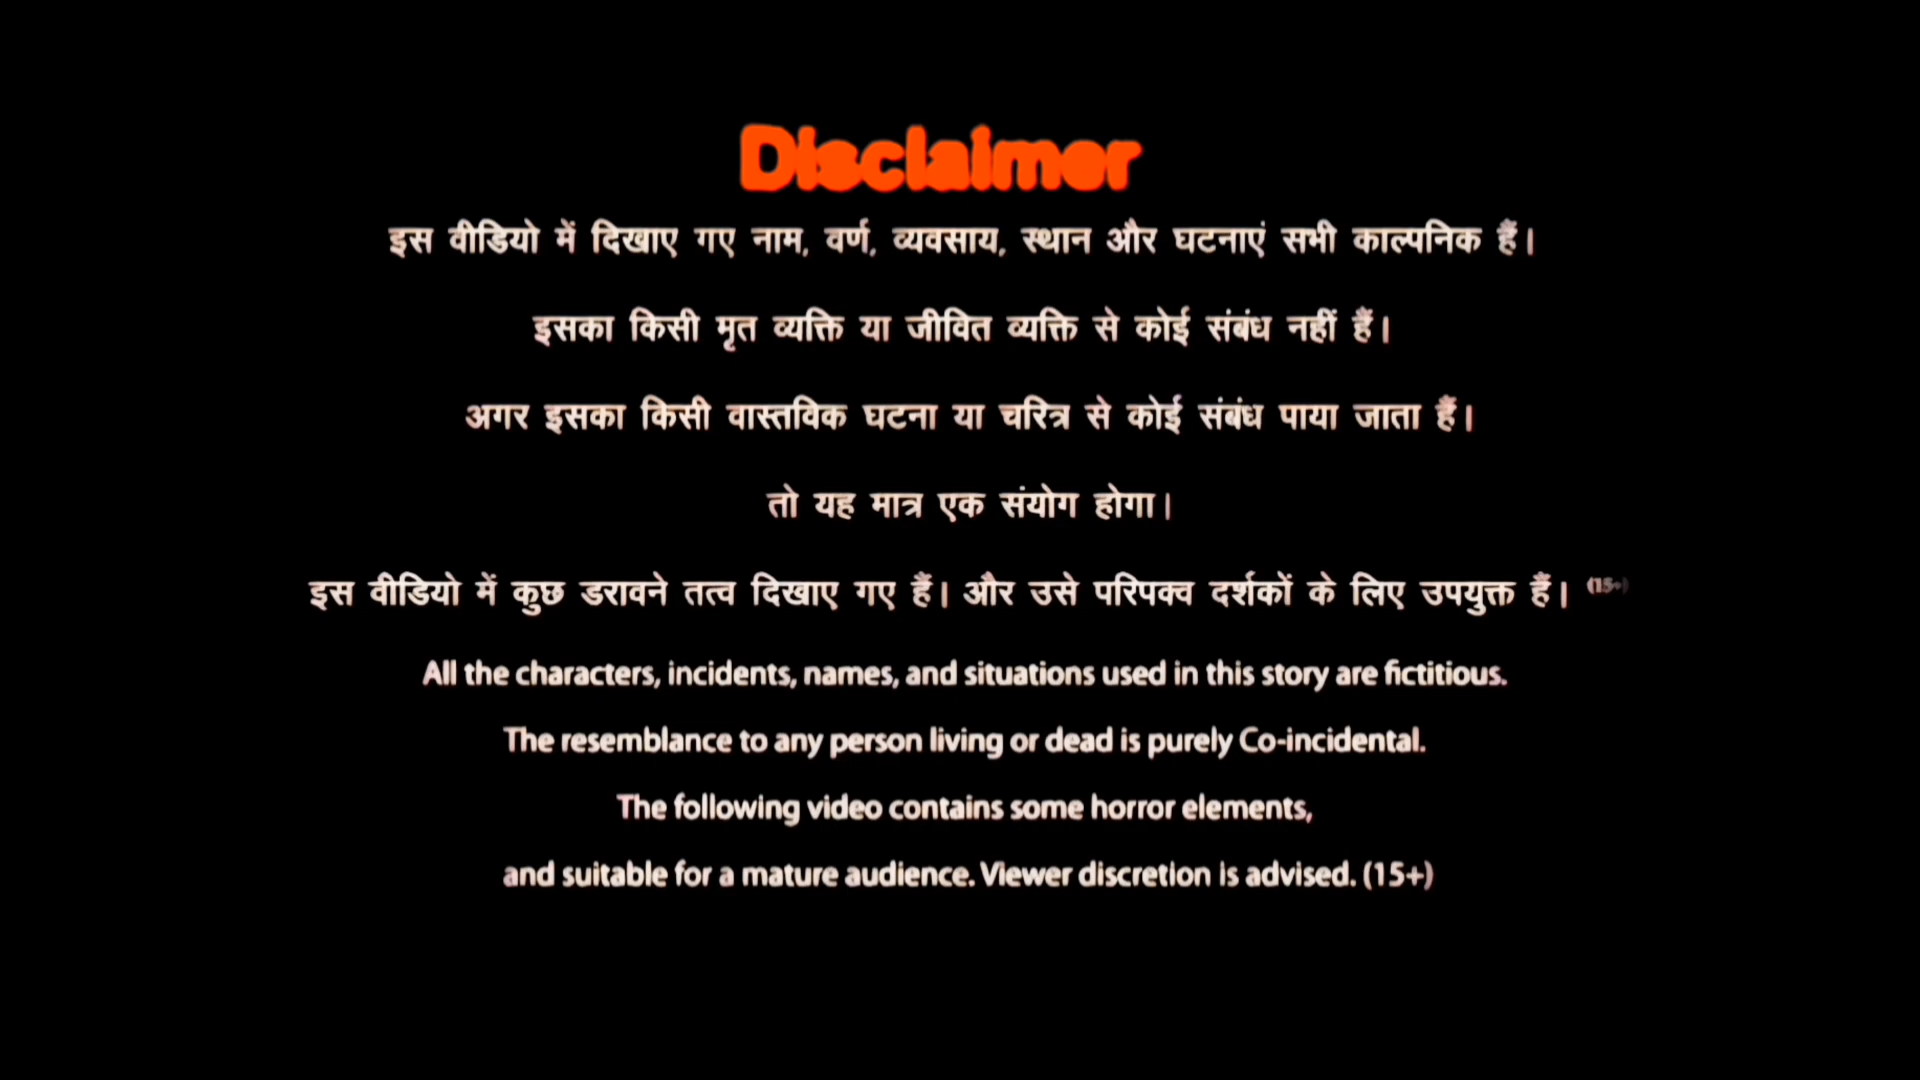 Disclaimer
इस वीडियो में दिखाए गए नाम, वर्ण, व्यवसाय, स्थान और घटनाएं सभी काल्पनिक हैं।
इसका किसी मृत व्यक्ति या जीवित व्यक्ति से कोई संबंध नहीं हैं।
अगर इसका किसी वास्तविक घटना या चरित्र से कोई संबंध पाया जाता हैं।
तो यह मात्र एक संयोग होगा।
इस वीडियो में कुछ डरावने तत्व दिखाए गए हैं। और उसे परिपक्व दर्शकों के लिए उपयुक्त हैं। (15+)
All the characters, incidents, names, and situations used in this story are fictitious.
The resemblance to any person living or dead is purely Co-incidental.
The following video contains some horror elements,
and suitable for a mature audience. Viewer discretion is advised. (15+)